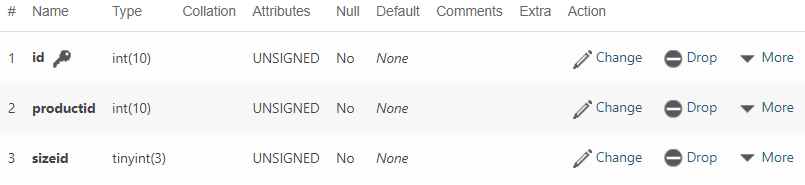 # Name Type Collation Attributes Null Default Comments Extra Action
1 id int(10) UNSIGNED No None Change Drop More
2 productid int(10) UNSIGNED No None Change Drop More
3 sizeid tinyint(3) UNSIGNED No None Change Drop More